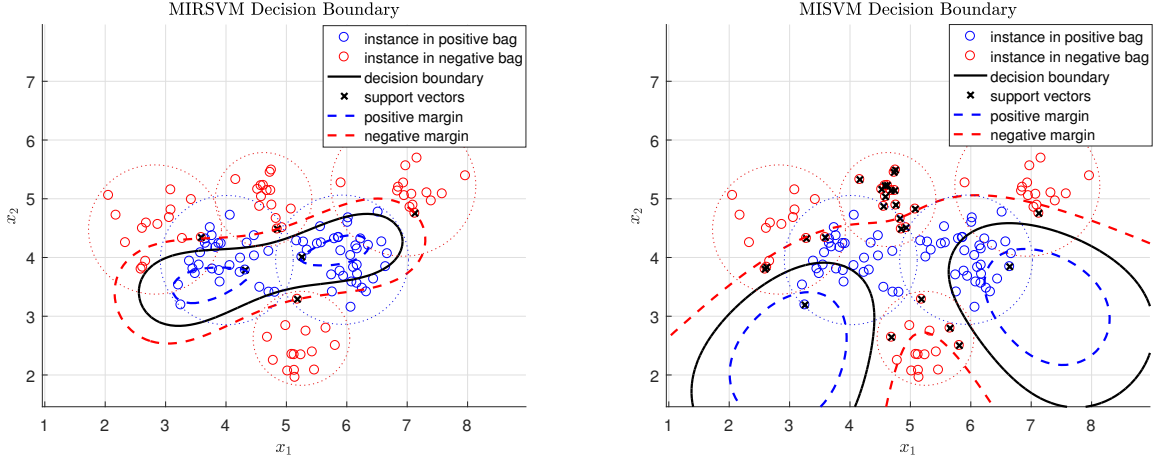 MIRSVM Decision Boundary
instance in positive bag
instance in negative bag
decision boundary
support vectors
positive margin
negative margin
7
6
5
4
3
2
x2
1 2 3 4 5 6 7 8
x1
MISVM Decision Boundary
instance in positive bag
instance in negative bag
decision boundary
support vectors
positive margin
negative margin
7
6
5
4
3
2
x2
1 2 3 4 5 6 7 8
x1